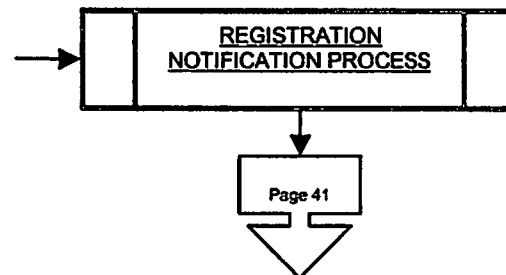 REGISTRATION
NOTIFICATION PROCESS
Page 41